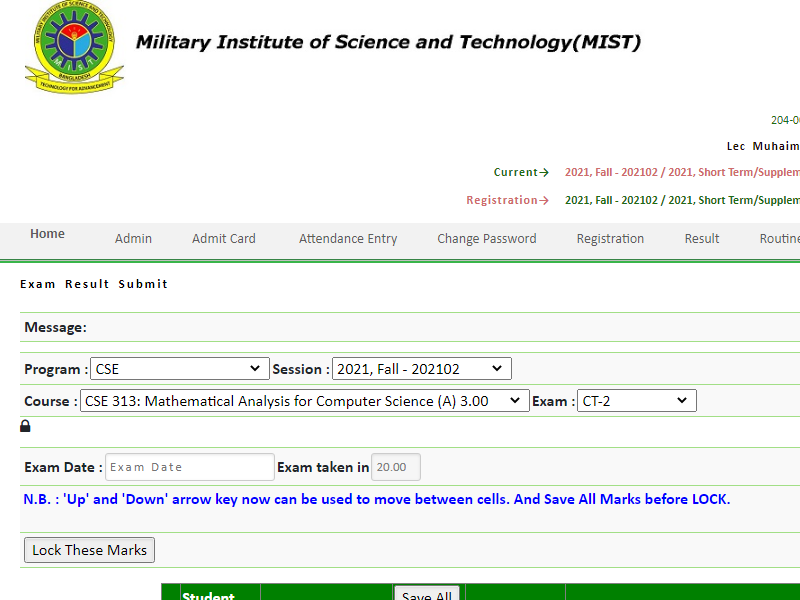 MILITARY INSTITUTE OF SCIENCE AND TECHNOLOGY
MIST
BANGLADESH
TECHNOLOGY FOR ADVANCEMENT
Military Institute of Science and Technology(MIST)
Lec Muhaim
Current→ 2021, Fall - 202102 / 2021, Short Term/Supplem
Registration→ 2021, Fall - 202102 / 2021, Short Term/Supplem
Home Admin Admit Card Attendance Entry Change Password Registration Result Routine
Exam Result Submit
Message:
Program : CSE Session : 2021, Fall - 202102
Course : CSE 313: Mathematical Analysis for Computer Science (A) 3.00 Exam : CT-2
Exam Date : Exam Date Exam taken in 20.00
N.B. : 'Up' and 'Down' arrow key now can be used to move between cells. And Save All Marks before LOCK.
Lock These Marks
Student Save All